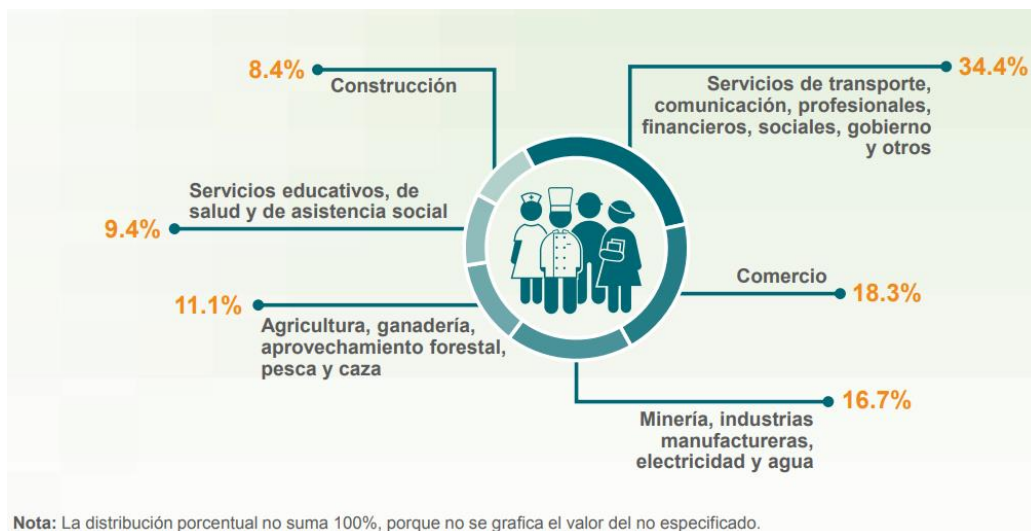 8.4%
Construcción
34.4%
Servicios de transporte,
comunicación, profesionales,
financieros, sociales, gobierno
y otros
Servicios educativos, de
salud y de asistencia social
9.4%
Comercio
18.3%
11.1%
Agricultura, ganadería,
aprovechamiento forestal,
pesca y caza
16.7%
Minería, industrias
manufactureras,
electricidad y agua
Nota: La distribución porcentual no suma 100%, porque no se grafica el valor del no especificado.